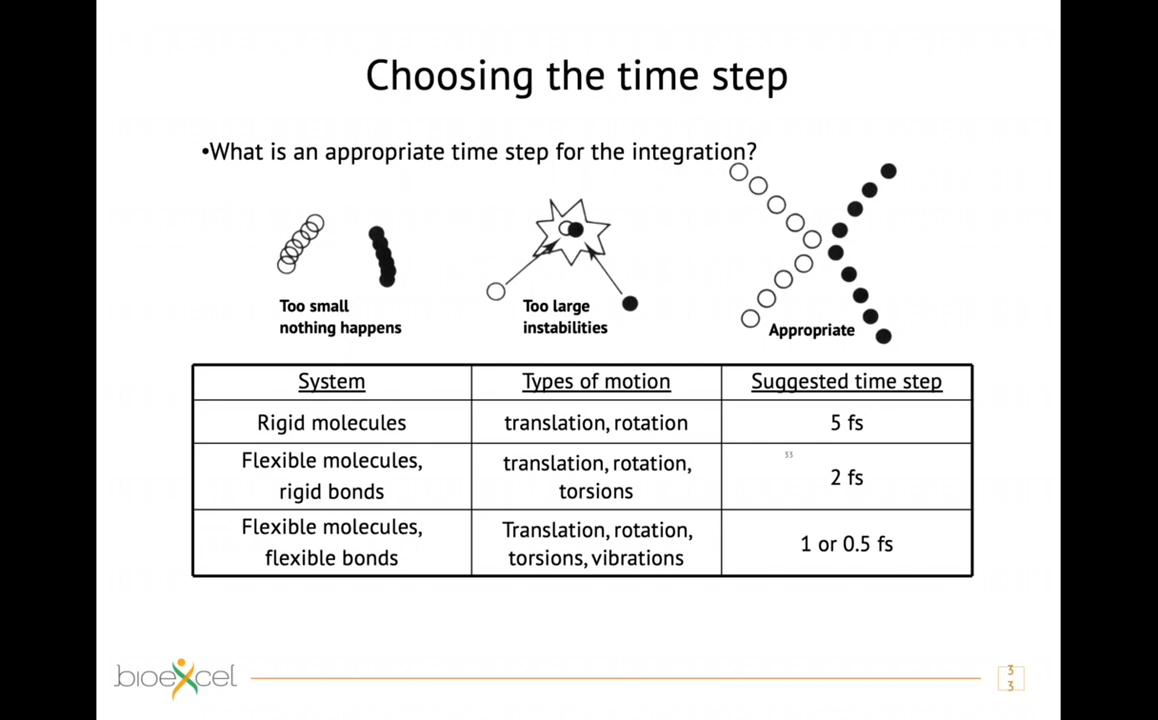 Choosing the time step
•What is an appropriate time step for the integration?
Too small
nothing happens
Too large
instabilities
Appropriate
System Types of motion Suggested time step
Rigid molecules translation, rotation 5 fs
Flexible molecules,
rigid bonds
translation, rotation,
torsions
33
2 fs
Flexible molecules,
flexible bonds
Translation, rotation,
torsions, vibrations
1 or 0.5 fs
bioexcel
3
3